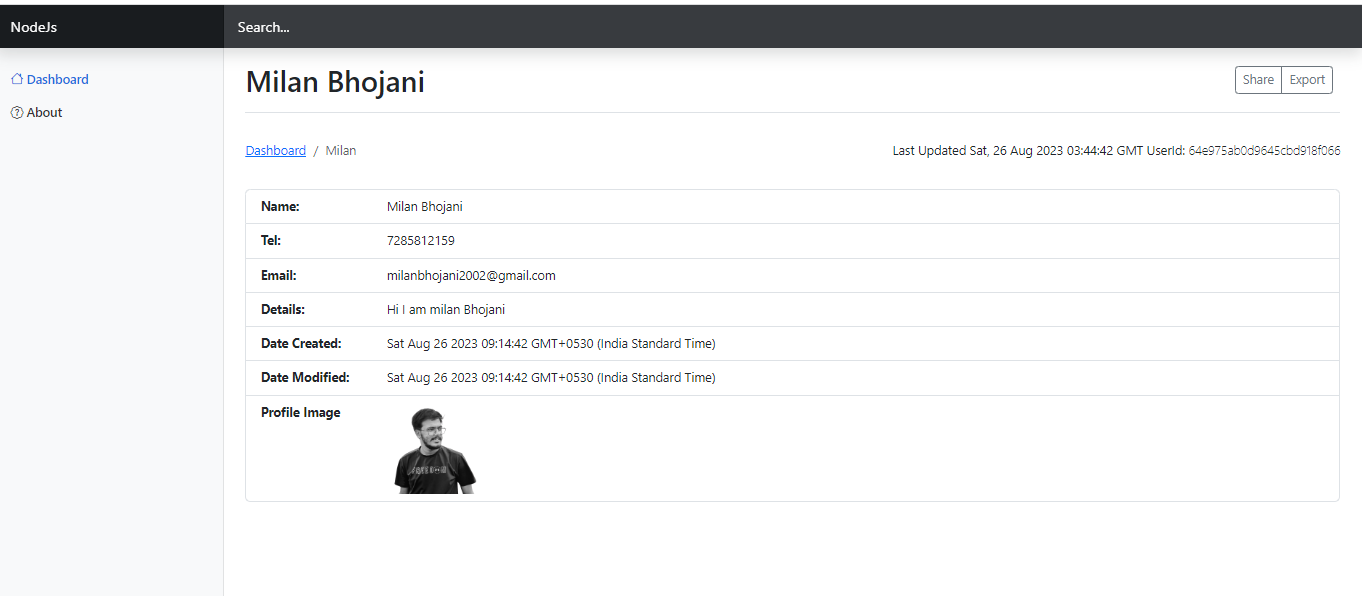 NodeJs
Search...
Dashboard
About
Milan Bhojani
Share
Export
Dashboard / Milan
Last Updated Sat, 26 Aug 2023 03:44:42 GMT UserId: 64e975ab0d9645cbd918f066
Name: Milan Bhojani
Tel: 7285812159
Email: milanbhojani2002@gmail.com
Details: Hi I am milan Bhojani
Date Created: Sat Aug 26 2023 09:14:42 GMT+0530 (India Standard Time)
Date Modified: Sat Aug 26 2023 09:14:42 GMT+0530 (India Standard Time)
Profile Image